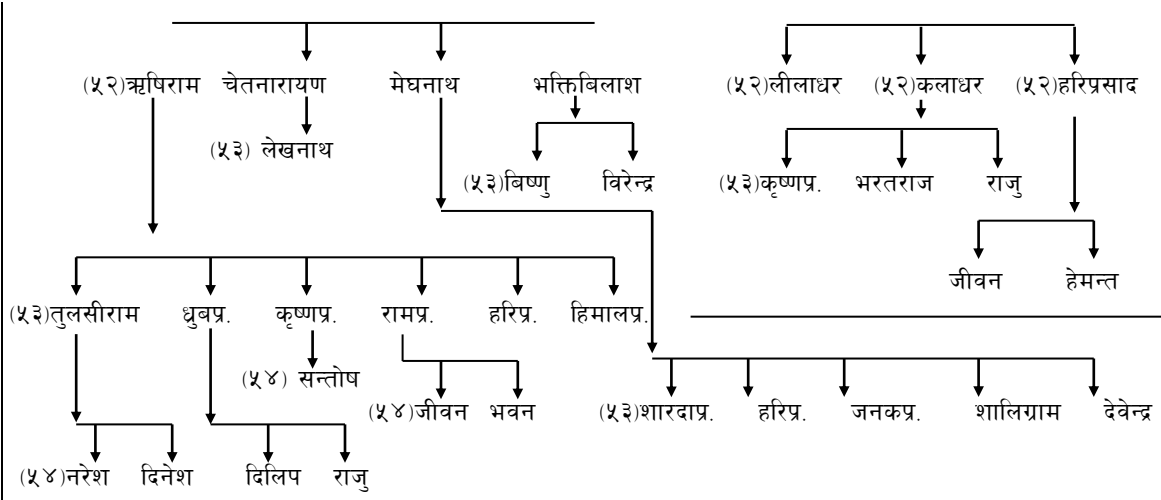 (५२)ऋषिराम चेतनारायण मेघनाथ भक्तिबिलाश (५२)लीलाधर (५२)कलाधर (५२)हरिप्रसाद
(५३) लेखनाथ
(५३)बिष्णु विरेन्द्र (५३)कृष्णप्र. भरतराज राजु
जीवन हेमन्त
(५३)तुलसीराम ध्रुबप्र. कृष्णप्र. रामप्र. हरिप्र. हिमालप्र.
(५४) सन्तोष
(५४)जीवन भवन (५३)शारदाप्र. हरिप्र. जनकप्र. शालिग्राम देवेन्द्र
(५४)नरेश दिनेश दिलिप राजु